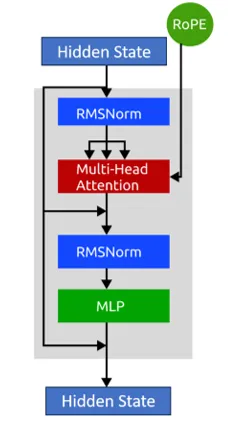 RoPE
Hidden State
RMSNorm
Multi-Head
Attention
RMSNorm
MLP
Hidden State